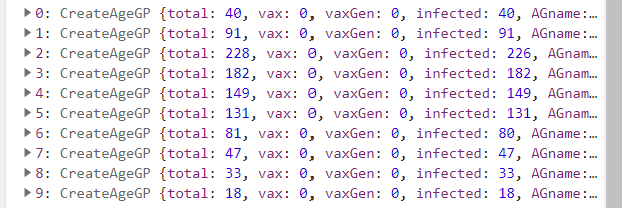 ▶ 0: CreateAgeGP {total: 40, vax: 0, vaxGen: 0, infected: 40, AGname:…
▶ 1: CreateAgeGP {total: 91, vax: 0, vaxGen: 0, infected: 91, AGname:…
▶ 2: CreateAgeGP {total: 228, vax: 0, vaxGen: 0, infected: 226, AGnam…
▶ 3: CreateAgeGP {total: 182, vax: 0, vaxGen: 0, infected: 182, AGnam…
▶ 4: CreateAgeGP {total: 149, vax: 0, vaxGen: 0, infected: 149, AGnam…
▶ 5: CreateAgeGP {total: 131, vax: 0, vaxGen: 0, infected: 131, AGnam…
▶ 6: CreateAgeGP {total: 81, vax: 0, vaxGen: 0, infected: 80, AGname:…
▶ 7: CreateAgeGP {total: 47, vax: 0, vaxGen: 0, infected: 47, AGname:…
▶ 8: CreateAgeGP {total: 33, vax: 0, vaxGen: 0, infected: 33, AGname:…
▶ 9: CreateAgeGP {total: 18, vax: 0, vaxGen: 0, infected: 18, AGname:…